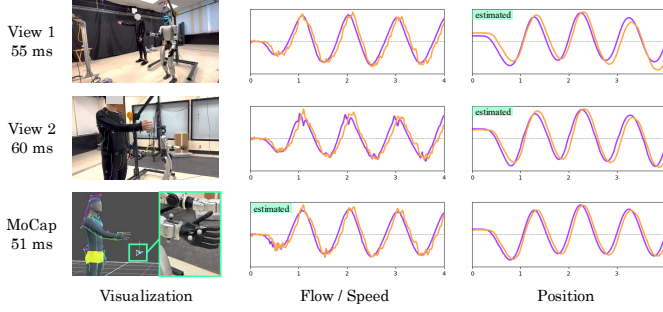 View 1
55 ms
estimated
0 1 2 3 4
0 1 2 3
View 2
60 ms
estimated
0 1 2 3 4
0 1 2 3
MoCap
51 ms
estimated
0 1 2 3 4
0 1 2 3
Visualization Flow / Speed Position